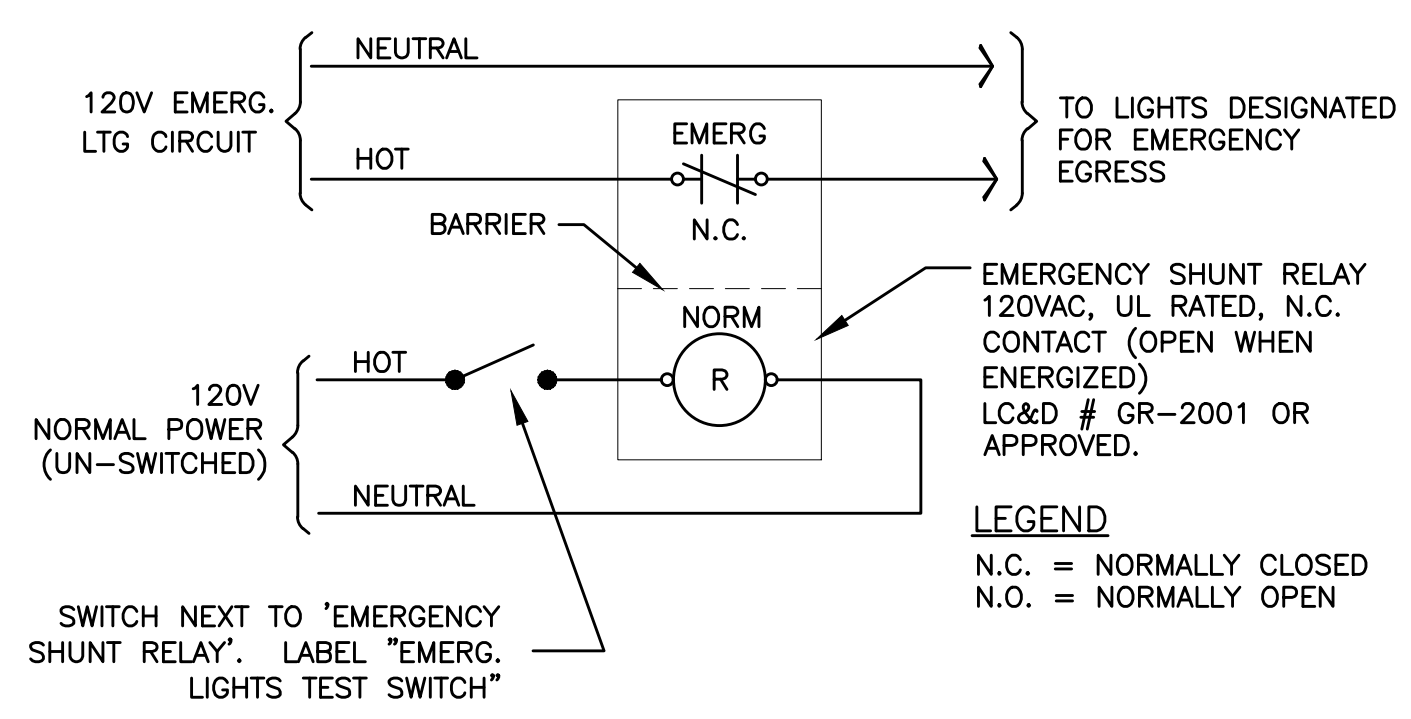 NEUTRAL
120V EMERG.
LTG CIRCUIT
HOT
EMERG
N.C.
TO LIGHTS DESIGNATED
FOR EMERGENCY
EGRESS
BARRIER
EMERGENCY SHUNT RELAY
120VAC, UL RATED, N.C.
CONTACT (OPEN WHEN
ENERGIZED)
LC&D # GR-2001 OR
APPROVED.
NORM
R
HOT
120V
NORMAL POWER
(UN-SWITCHED)
NEUTRAL
LEGEND
N.C. = NORMALLY CLOSED
N.O. = NORMALLY OPEN
SWITCH NEXT TO 'EMERGENCY
SHUNT RELAY'. LABEL "EMERG.
LIGHTS TEST SWITCH"